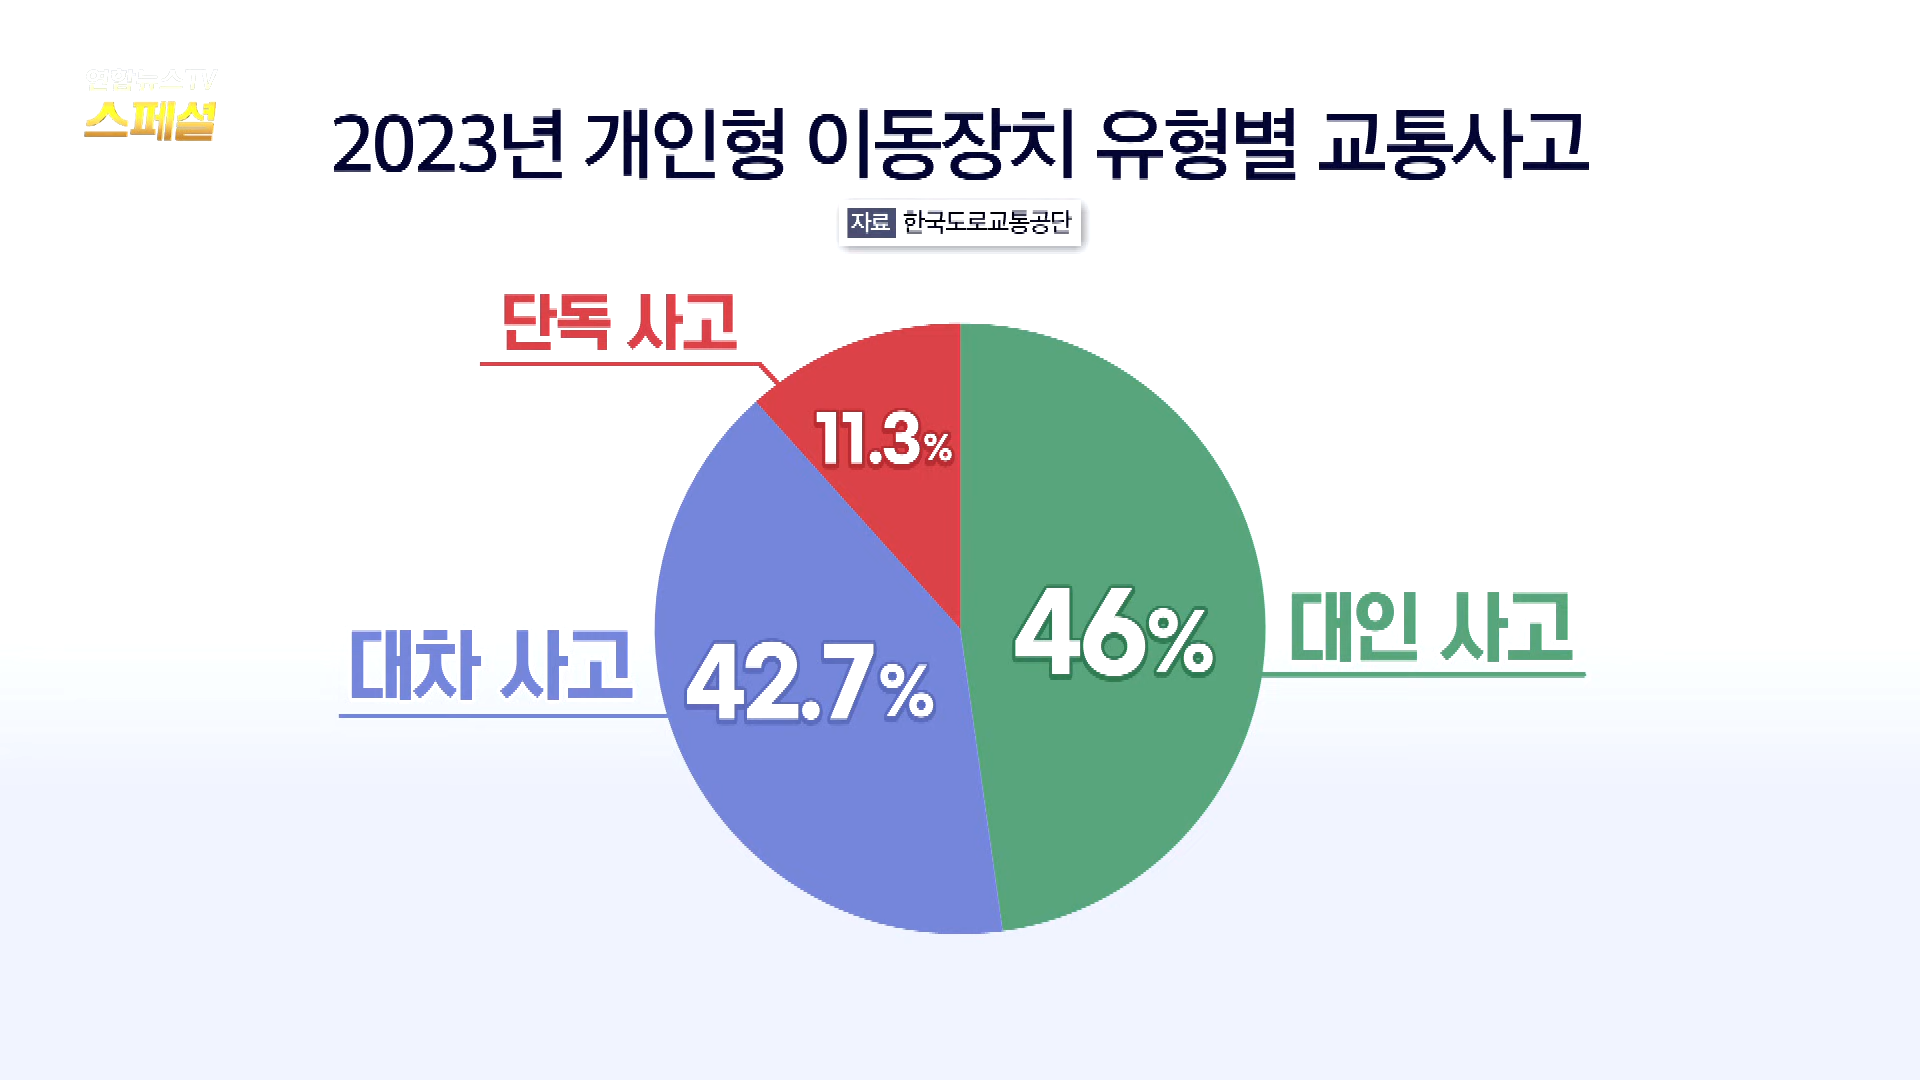 연합뉴스TV
스페셜
2023년 개인형 이동장치 유형별 교통사고
자료 한국도로교통공단
단독 사고
11.3%
대인 사고
46%
대차 사고
42.7%